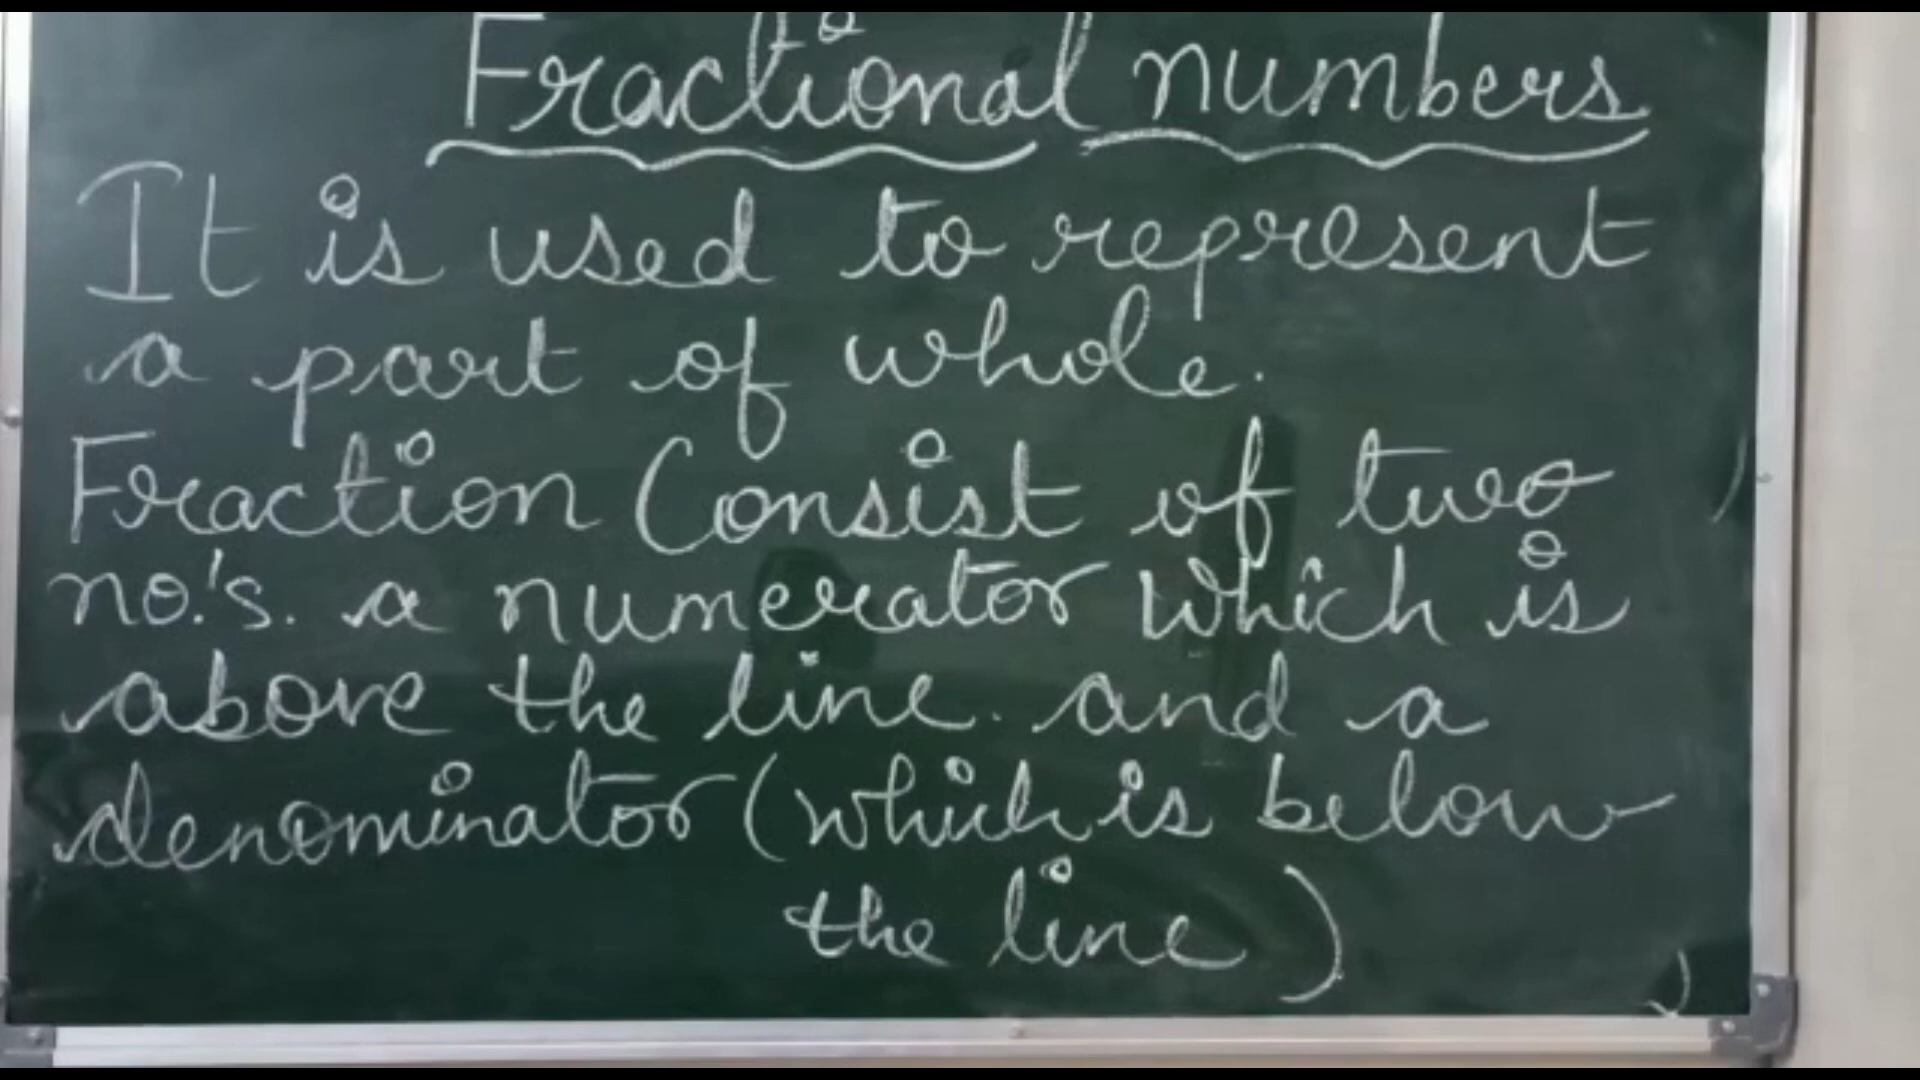 Fractional numbers
It is used to represent
a part of whole.
Fraction Consist of two
no.'s. a numerator which is
above the line. and a
denominator (which is below
the line)